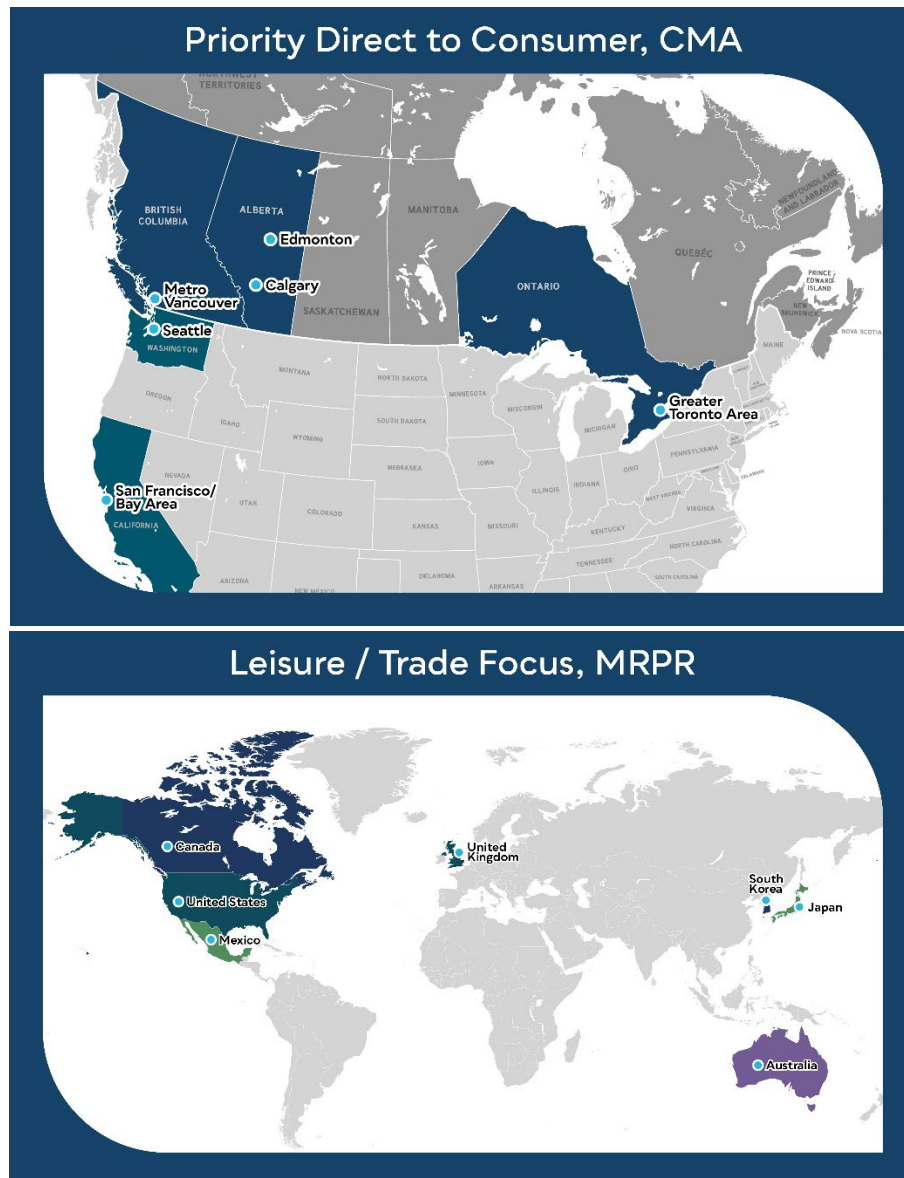 Priority Direct to Consumer, CMA
NORTHWEST
TERRITORIES
BRITISH
COLUMBIA
ALBERTA
Edmonton
Calgary
SASKATCHEWAN
MANITOBA
ONTARIO
QUEBÉC
NEWFOUNDLAND
AND LABRADOR
PRINCE
EDWARD
ISLAND
NEW
BRUNSWICK
NOVA SCOTIA
Metro
Vancouver
Seattle
WASHINGTON
MONTANA
NORTH DAKOTA
MINNESOTA
MAINE
OREGON
IDAHO
WYOMING
SOUTH DAKOTA
WISCONSIN
MICHIGAN
Greater
Toronto Area
PENNSYLVANIA
NEVADA
UTAH
COLORADO
NEBRASKA
KANSAS
IOWA
MISSOURI
ILLINOIS
INDIANA
OHIO
KENTUCKY
WEST VIRGINIA
VIRGINIA
DELAWARE
San Francisco/
Bay Area
CALIFORNIA
ARIZONA
NEW MEXICO
OKLAHOMA
ARKANSAS
TENNESSEE
NORTH CAROLINA
SOUTH CAROLINA
Leisure / Trade Focus, MRPR
Canada
United States
Mexico
United
Kingdom
South
Korea
Japan
Australia